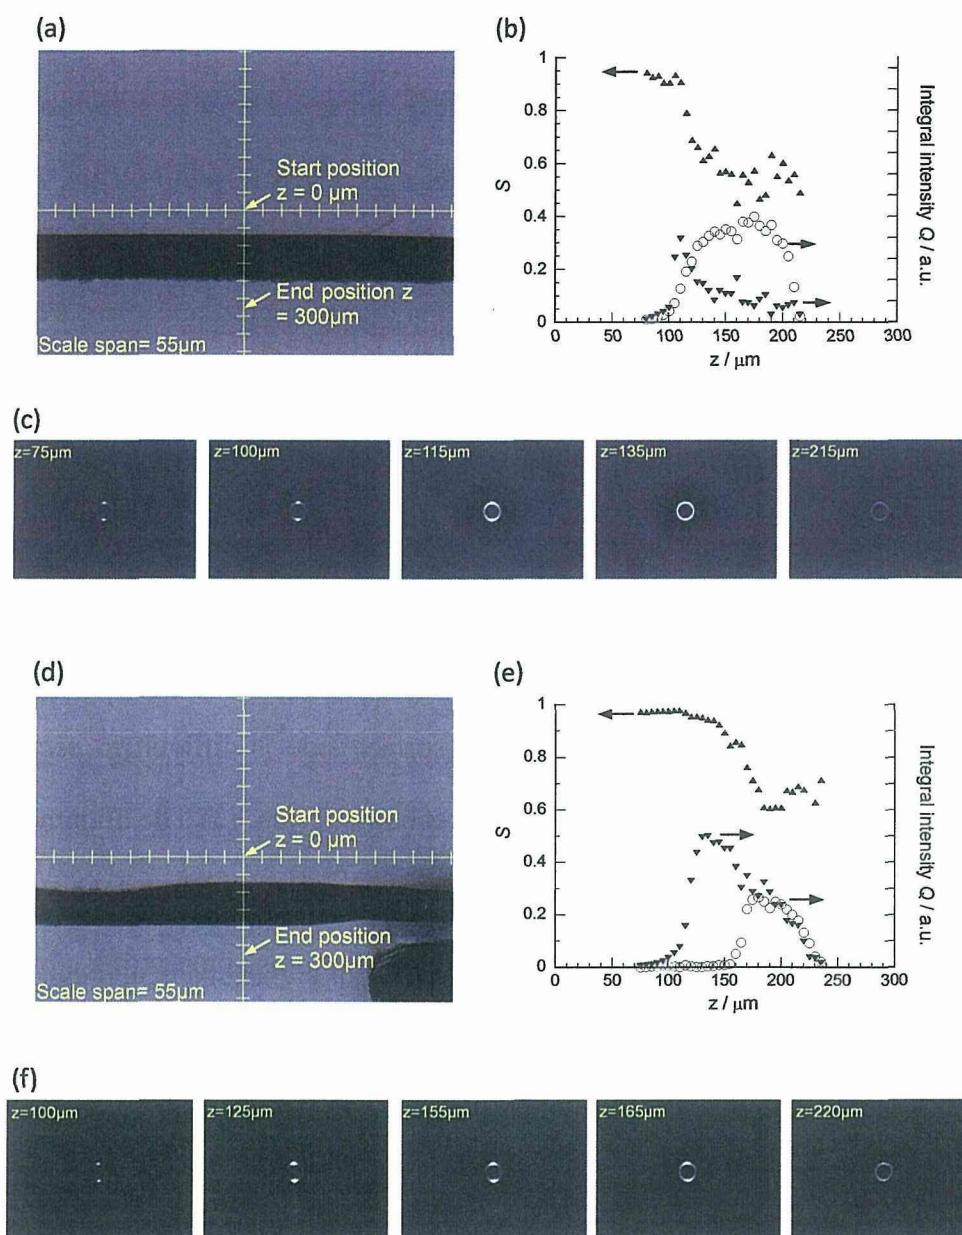 (a)
Start position
z = 0 µm
End position z
= 300µm
Scale span= 55µm
(b)
1
0.8
0.6
0.4
0.2
0
S
0 50 100 150 200 250 300
z / µm
Integral intensity Q / a.u.
(c)
z=75µm
z=100µm
z=115µm
z=135µm
z=215µm
(d)
Start position
z = 0 µm
End position
z = 300µm
Scale span= 55µm
(e)
1
0.8
0.6
0.4
0.2
0
S
0 50 100 150 200 250 300
z / µm
Integral intensity Q / a.u.
(f)
z=100µm
z=125µm
z=155µm
z=165µm
z=220µm